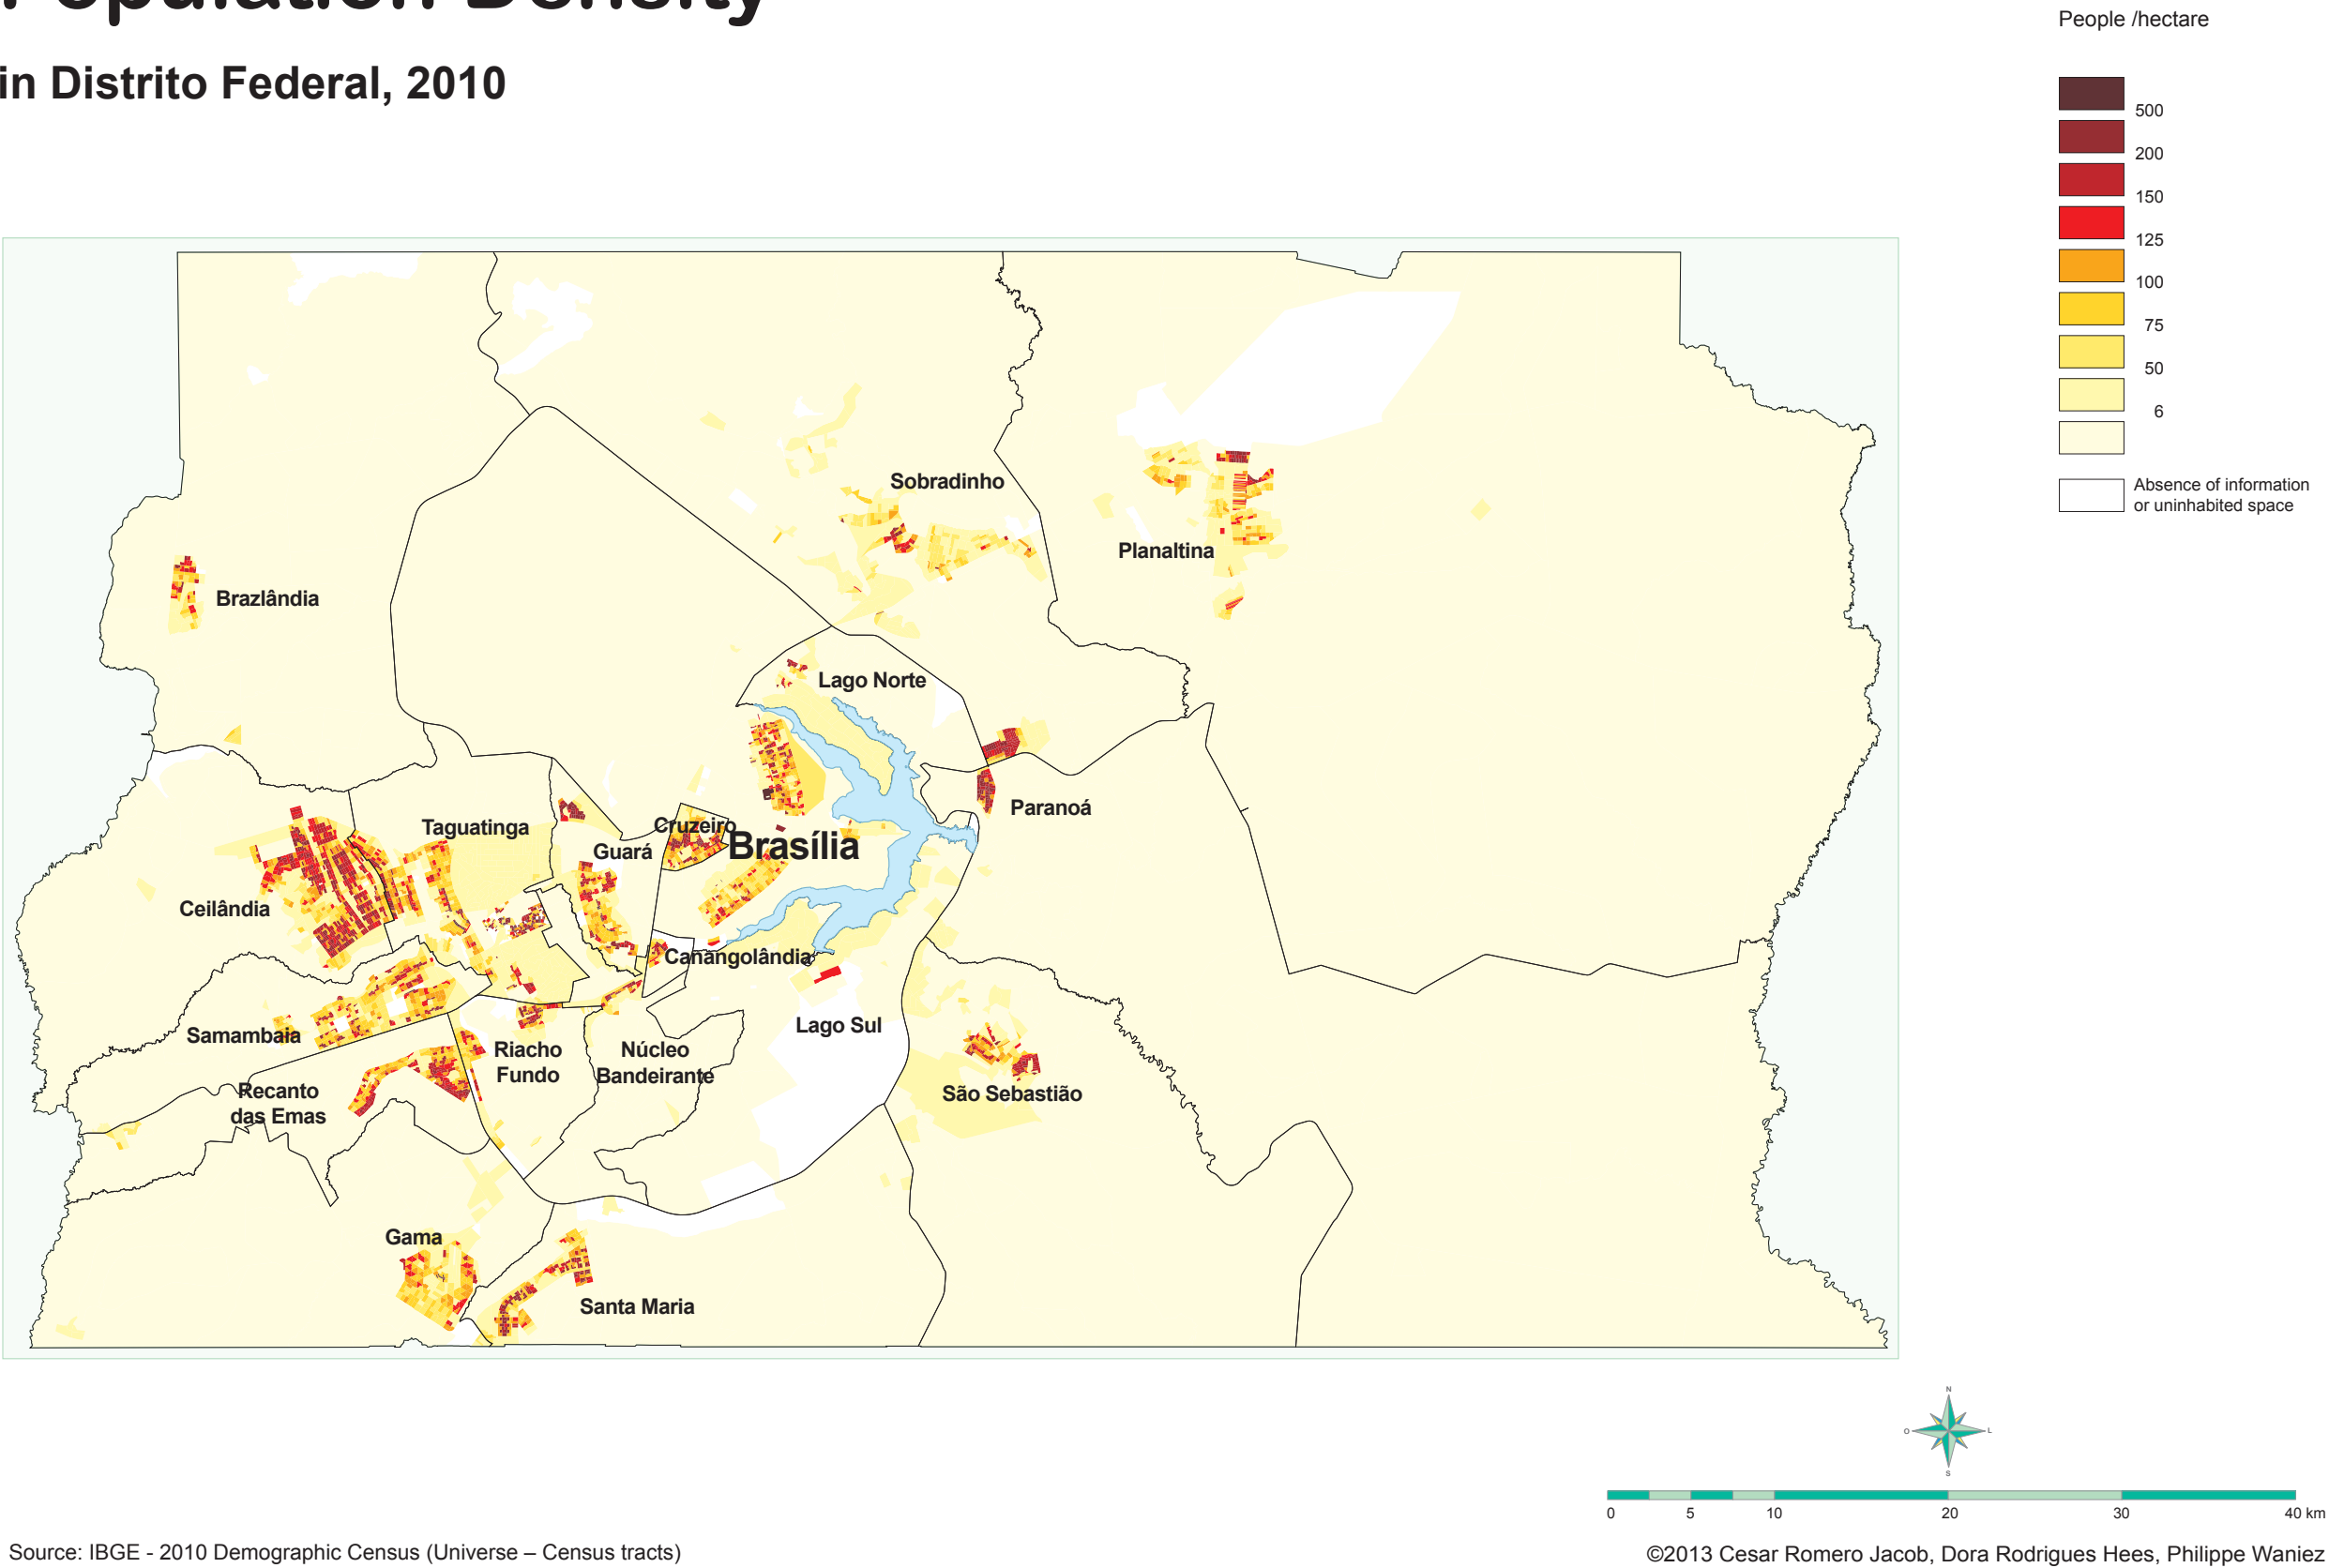 Population Density
in Distrito Federal, 2010
People /hectare
500
200
150
125
100
75
50
6
Absence of information
or uninhabited space
Sobradinho
Planaltina
Brazlândia
Lago Norte
Paranoá
Taguatinga
Cruzeiro
Guará
Brasília
Ceilândia
Canangolândia
Samambaia
Lago Sul
Riacho
Fundo
Núcleo
Bandeirante
Recanto
das Emas
São Sebastião
Gama
Santa Maria
N
O
L
S
0 5 10 20 30 40 km
Source: IBGE - 2010 Demographic Census (Universe – Census tracts)
©2013 Cesar Romero Jacob, Dora Rodrigues Hees, Philippe Waniez